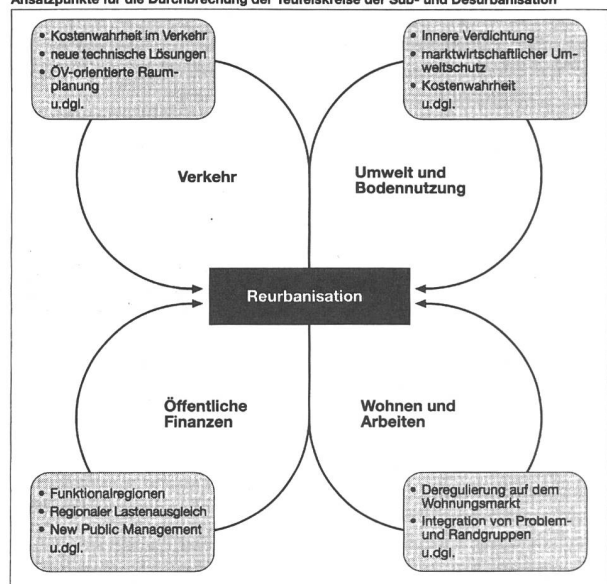 Ansatzpunkte für die Durchbrechung der Teufelskreise der Sub- und Desurbanisation
• Kostenwahrheit im Verkehr
• neue technische Lösungen
• ÖV-orientierte Raum-
planung
u.dgl.
• Innere Verdichtung
• marktwirtschaftlicher Um-
weltschutz
• Kostenwahrheit
u.dgl.
Verkehr
Umwelt und
Bodennutzung
Reurbanisation
Öffentliche
Finanzen
Wohnen und
Arbeiten
• Funktionalregionen
• Regionaler Lastenausgleich
• New Public Management
u.dgl.
• Deregulierung auf dem
Wohnungsmarkt
• Integration von Problem-
und Randgruppen
u.dgl.